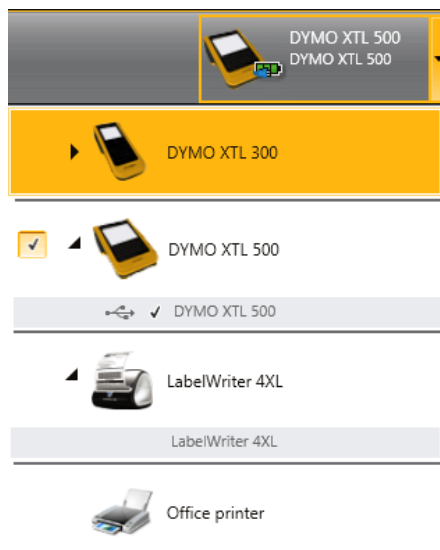 DYMO XTL 500
DYMO XTL 500
DYMO XTL 300
DYMO XTL 500
DYMO XTL 500
LabelWriter 4XL
LabelWriter 4XL
Office printer